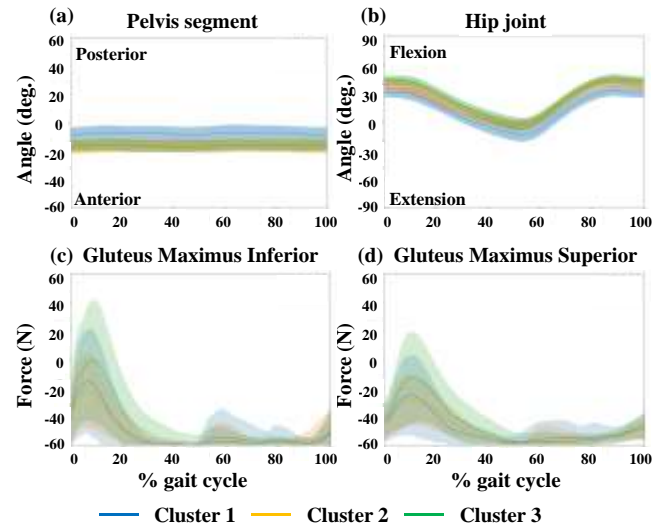 (a) Pelvis segment
(b) Hip joint
60
Posterior
40
20
0
-20
-40
Anterior
-60
Angle (deg.)
0 20 40 60 80 100
90
Flexion
60
30
0
-30
-60
Extension
-90
Angle (deg.)
0 20 40 60 80 100
(c) Gluteus Maximus Inferior
(d) Gluteus Maximus Superior
60
40
20
0
-20
-40
-60
Force (N)
0 20 40 60 80 100
% gait cycle
60
40
20
0
-20
-40
-60
Force (N)
0 20 40 60 80 100
% gait cycle
Cluster 1 Cluster 2 Cluster 3